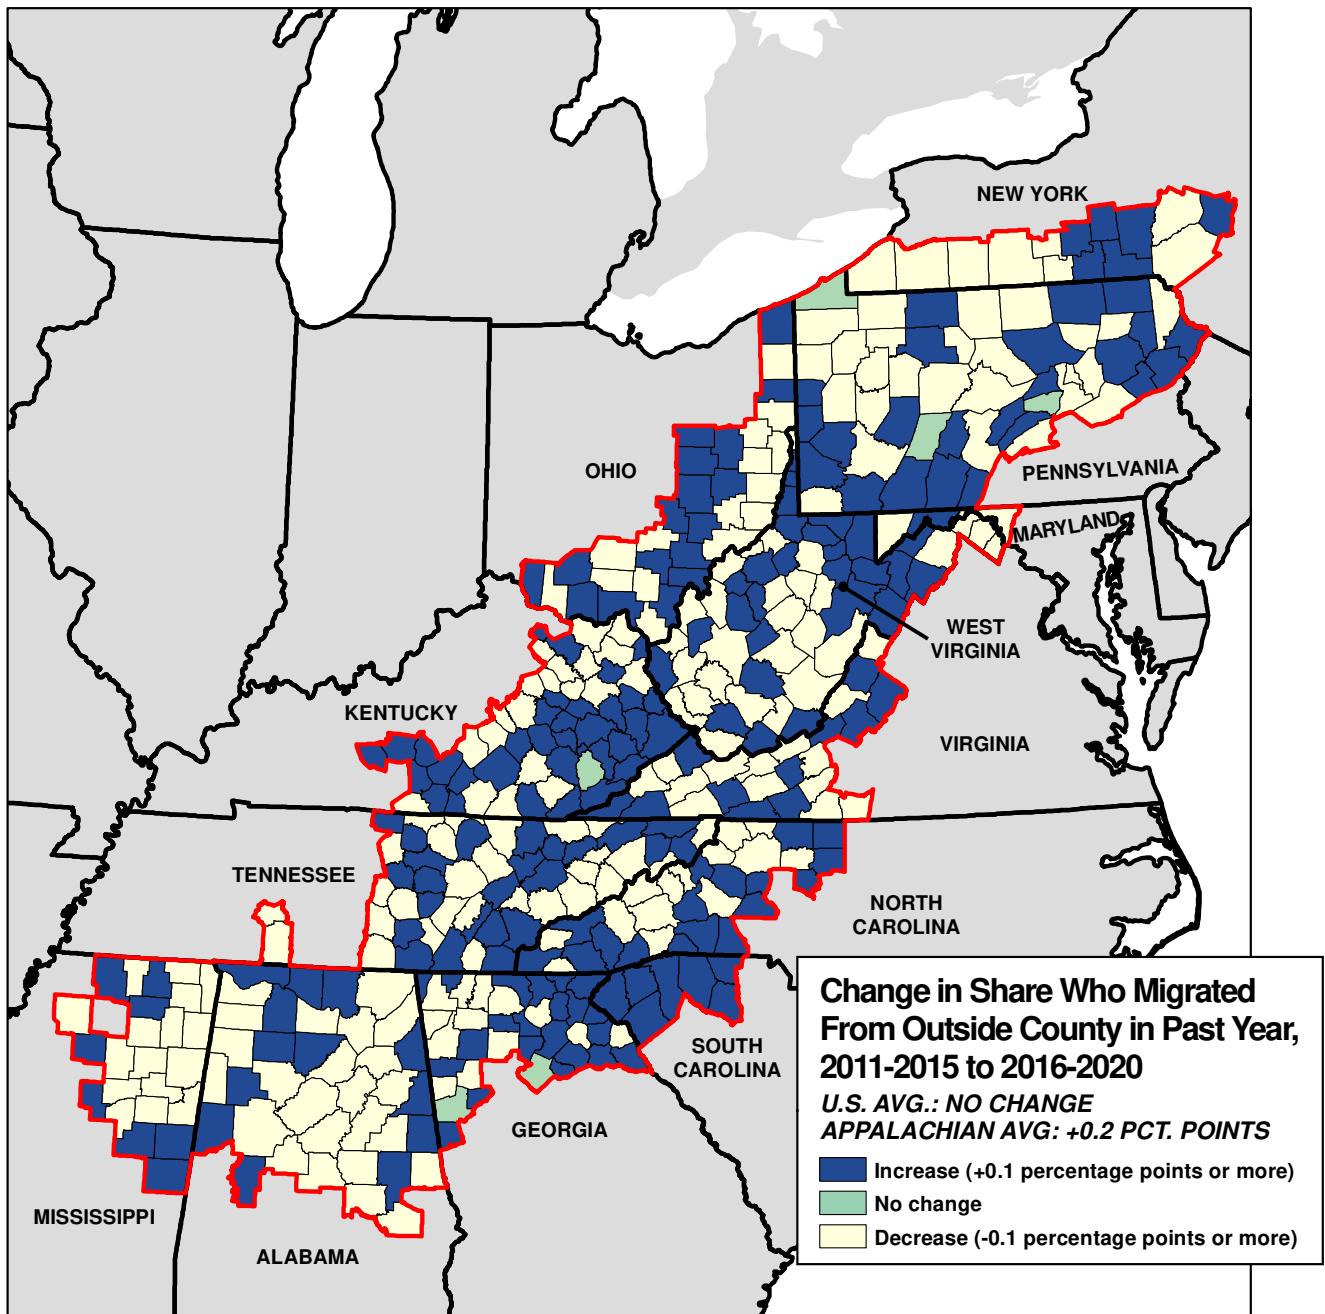 NEW YORK
OHIO
PENNSYLVANIA
MARYLAND
WEST
VIRGINIA
KENTUCKY
VIRGINIA
TENNESSEE
NORTH
CAROLINA
SOUTH
CAROLINA
GEORGIA
MISSISSIPPI
ALABAMA
Change in Share Who Migrated
From Outside County in Past Year,
2011-2015 to 2016-2020
U.S. AVG.: NO CHANGE
APPALACHIAN AVG: +0.2 PCT. POINTS
Increase (+0.1 percentage points or more)
No change
Decrease (-0.1 percentage points or more)